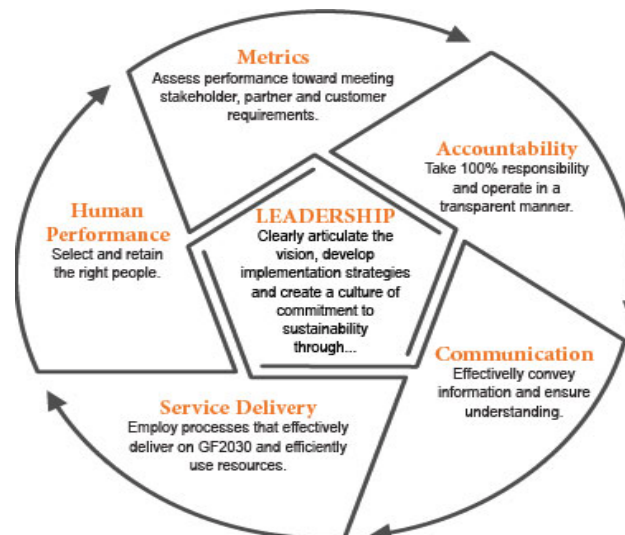 Metrics
Assess performance toward meeting
stakeholder, partner and customer
requirements.
Accountability
Take 100% responsibility
and operate in a
transparent manner.
Human
Performance
Select and retain
the right people.
LEADERSHIP
Clearly articulate the
vision, develop
implementation strategies
and create a culture of
commitment to
sustainability
through...
Communication
Effectivelly convey
information and ensure
understanding.
Service Delivery
Employ processes that effectively
deliver on GF2030 and efficiently
use resources.